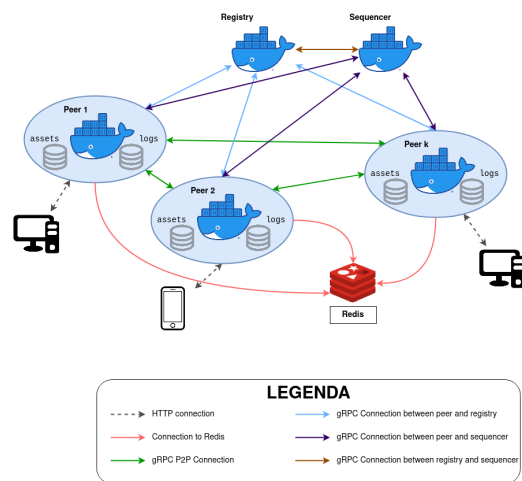 Registry
Sequencer
Peer 1
assets
logs
Peer k
assets
logs
Peer 2
assets
logs
Redis
LEGENDA
HTTP connection
gRPC Connection between peer and registry
Connection to Redis
gRPC Connection between peer and sequencer
gRPC P2P Connection
gRPC Connection between registry and sequencer